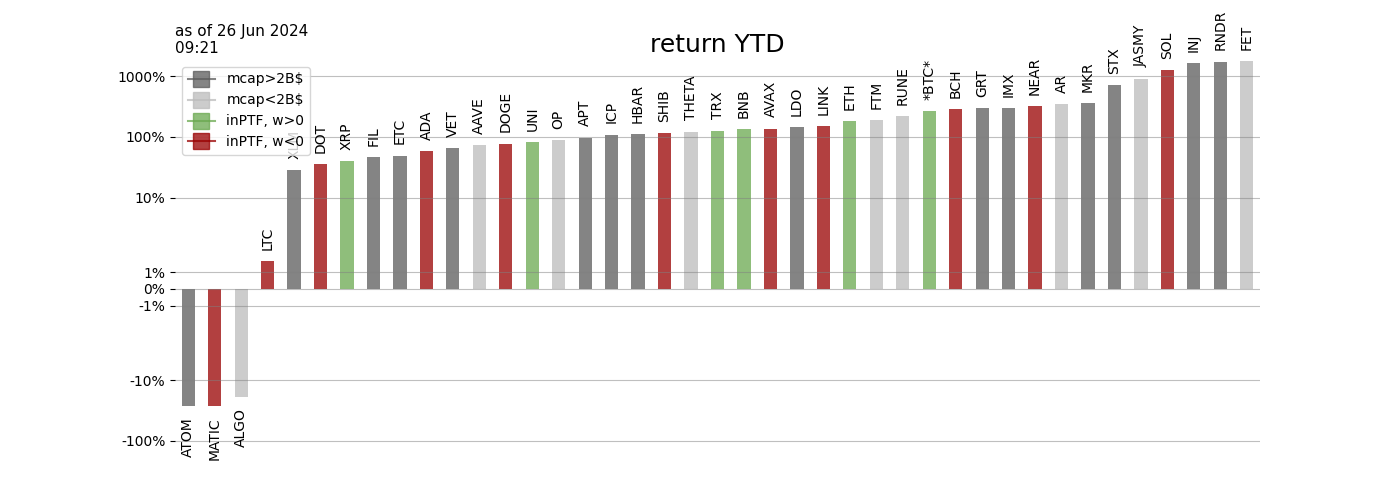 as of 26 Jun 2024
09:21
return YTD
mcap>2B$
mcap<2B$
inPTF, w>0
inPTF, w<0
1000%
100%
10%
1%
0%
-1%
-10%
-100%
ATOM
MATIC
ALGO
LTC
DOT
XRP
FIL
ETC
ADA
VET
AAVE
DOGE
UNI
OP
APT
ICP
HBAR
SHIB
THETA
TRX
BNB
AVAX
LDO
LINK
ETH
FTM
RUNE
*BTC*
BCH
GRT
IMX
NEAR
AR
MKR
STX
JASMY
SOL
INJ
RNDR
FET